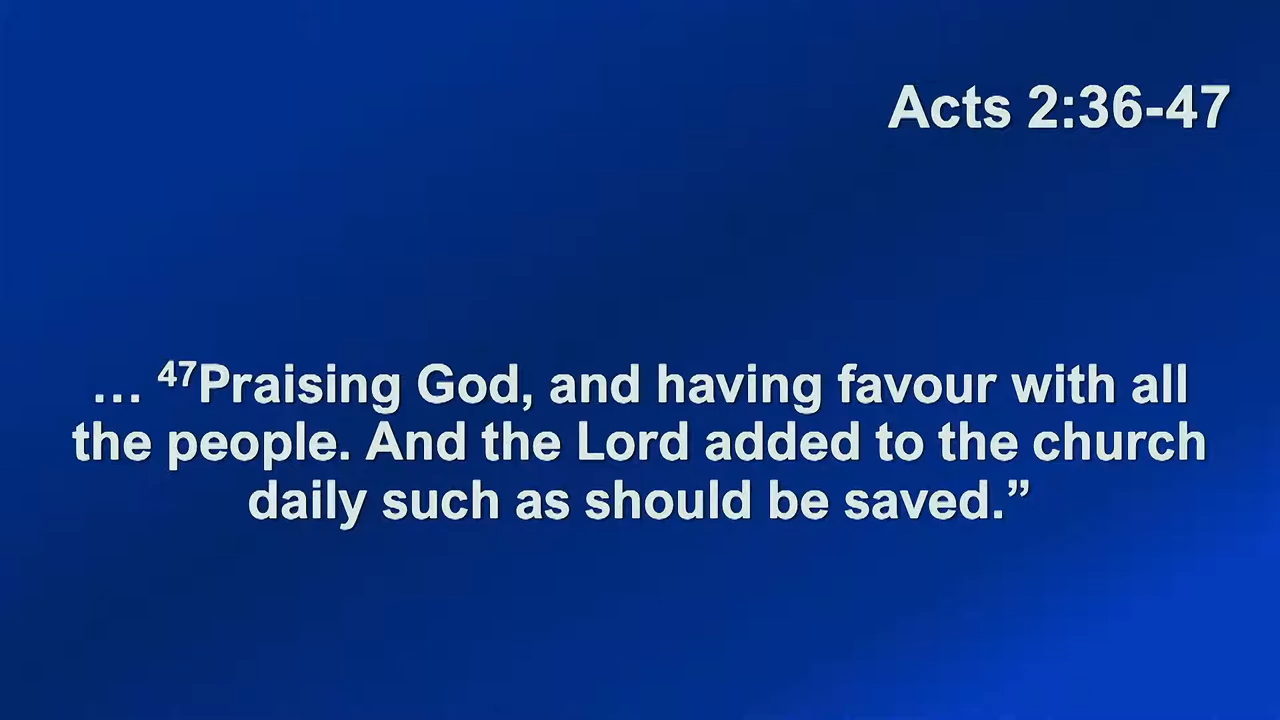 Acts 2:36-47
… ⁴⁷Praising God, and having favour with all
the people. And the Lord added to the church
daily such as should be saved.”